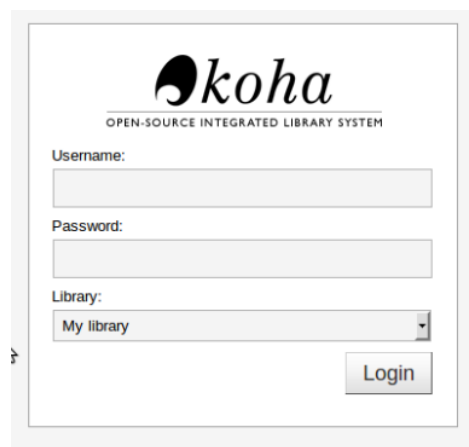 koha
OPEN-SOURCE INTEGRATED LIBRARY SYSTEM
Username:
Password:
Library:
My library
Login